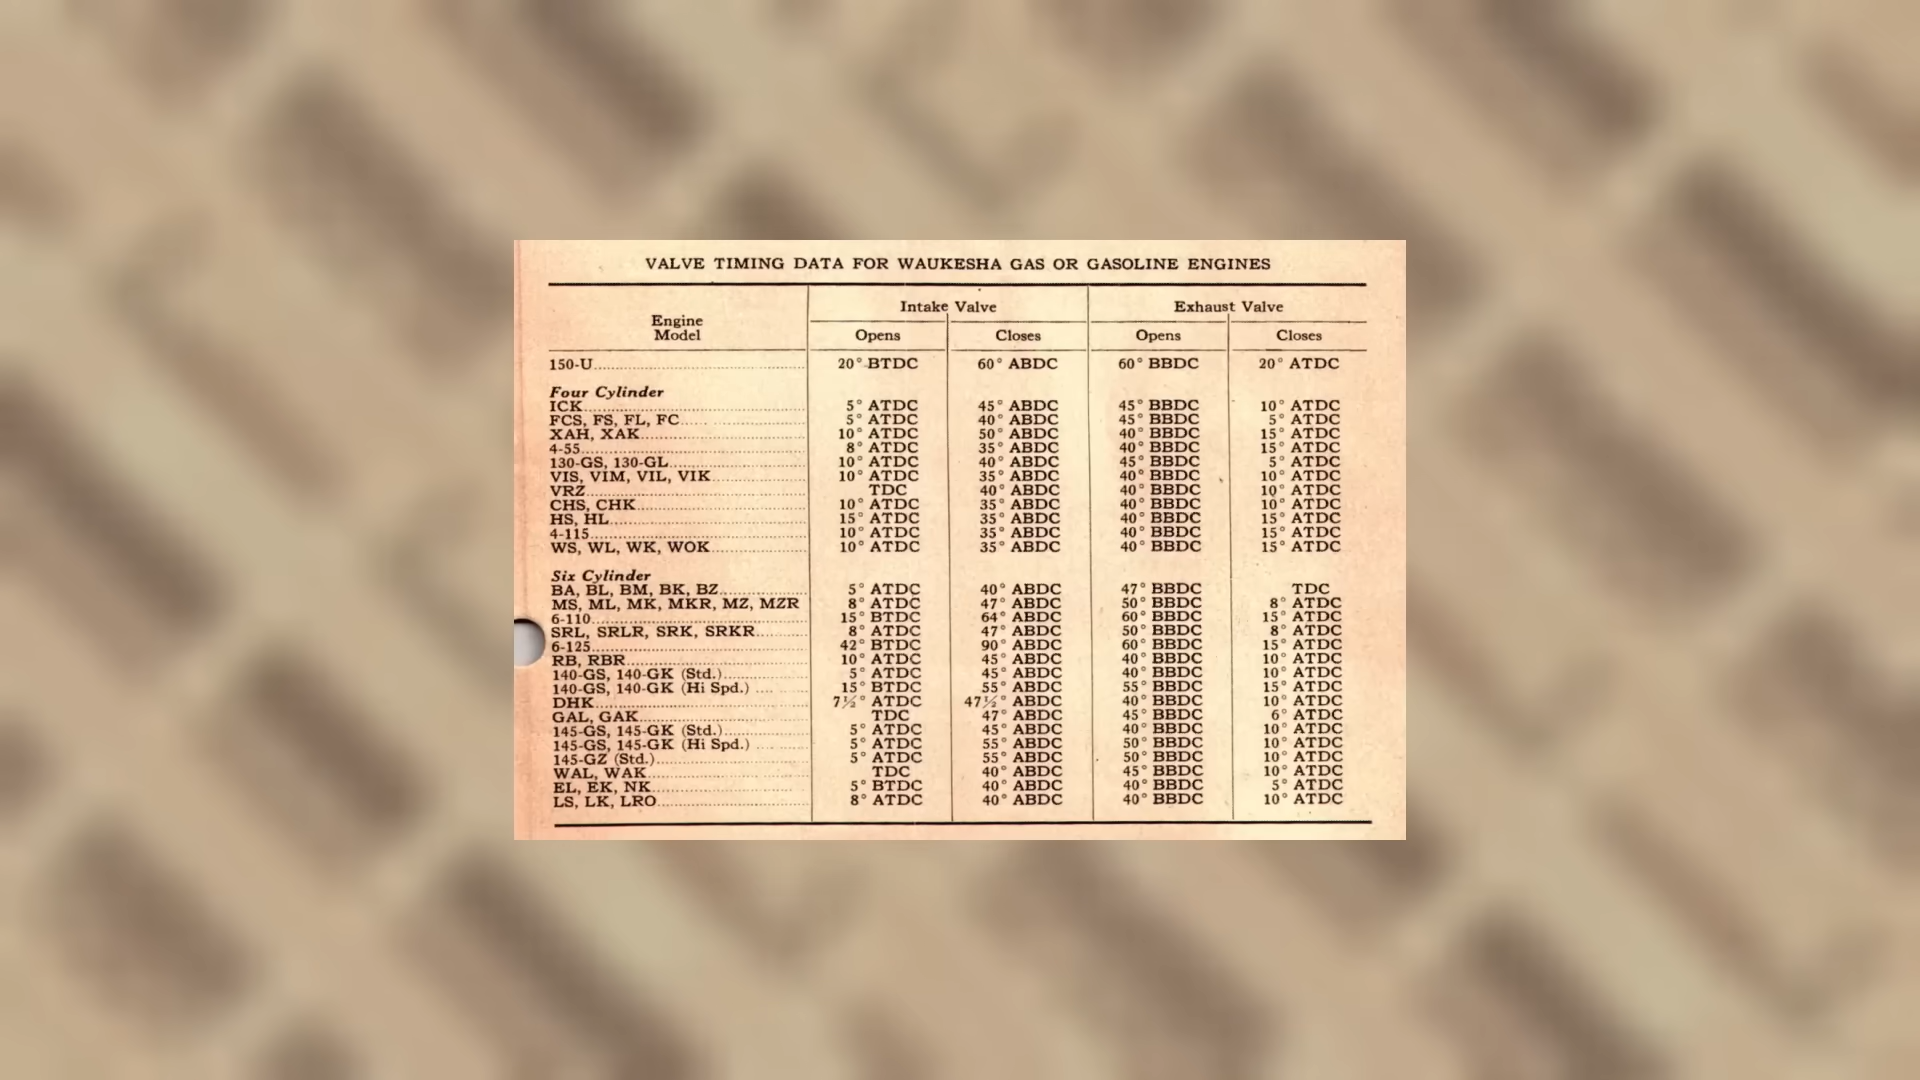 VALVE TIMING DATA FOR WAUKESHA GAS OR GASOLINE ENGINES
Engine Model Intake Valve Exhaust Valve
Opens Closes Opens Closes
150-U 20° BTDC 60° ABDC 60° BBDC 20° ATDC
Four Cylinder
ICK 5° ATDC 45° ABDC 45° BBDC 10° ATDC
FCS, FS, FL, FC 5° ATDC 40° ABDC 45° BBDC 5° ATDC
XAH, XAK 10° ATDC 50° ABDC 40° BBDC 15° ATDC
4-55 8° ATDC 35° ABDC 40° BBDC 15° ATDC
130-GS, 130-GL 10° ATDC 40° ABDC 45° BBDC 5° ATDC
VIS, VIM, VIL, VIK 10° ATDC 35° ABDC 40° BBDC 10° ATDC
VRZ TDC 40° ABDC 40° BBDC 10° ATDC
CHS, CHK 10° ATDC 35° ABDC 40° BBDC 10° ATDC
HS, HL 15° ATDC 35° ABDC 40° BBDC 15° ATDC
4-115 10° ATDC 35° ABDC 40° BBDC 15° ATDC
WS, WL, WK, WOK 10° ATDC 35° ABDC 40° BBDC 15° ATDC
Six Cylinder
BA, BL, BM, BK, BZ 5° ATDC 40° ABDC 47° BBDC TDC
MS, ML, MK, MKR, MZ, MZR 8° ATDC 47° ABDC 50° BBDC 8° ATDC
6-110 15° BTDC 64° ABDC 60° BBDC 15° ATDC
SRL, SRLR, SRK, SRKR 8° ATDC 47° ABDC 50° BBDC 8° ATDC
6-125 42° BTDC 90° ABDC 60° BBDC 15° ATDC
RB, RBR 10° ATDC 45° ABDC 40° BBDC 10° ATDC
140-GS, 140-GK (Std.) 5° ATDC 45° ABDC 40° BBDC 10° ATDC
140-GS, 140-GK (Hi Spd.) 15° BTDC 55° ABDC 55° BBDC 15° ATDC
DHK 7½° ATDC 47½° ABDC 40° BBDC 10° ATDC
GAL, GAK TDC 47° ABDC 45° BBDC 6° ATDC
145-GS, 145-GK (Std.) 5° ATDC 45° ABDC 40° BBDC 10° ATDC
145-GS, 145-GK (Hi Spd.) 5° ATDC 55° ABDC 50° BBDC 10° ATDC
145-GZ (Std.) 5° ATDC 55° ABDC 50° BBDC 10° ATDC
WAL, WAK TDC 40° ABDC 45° BBDC 10° ATDC
EL, EK, NK 5° BTDC 40° ABDC 40° BBDC 5° ATDC
LS, LK, LRO 8° ATDC 40° ABDC 40° BBDC 10° ATDC